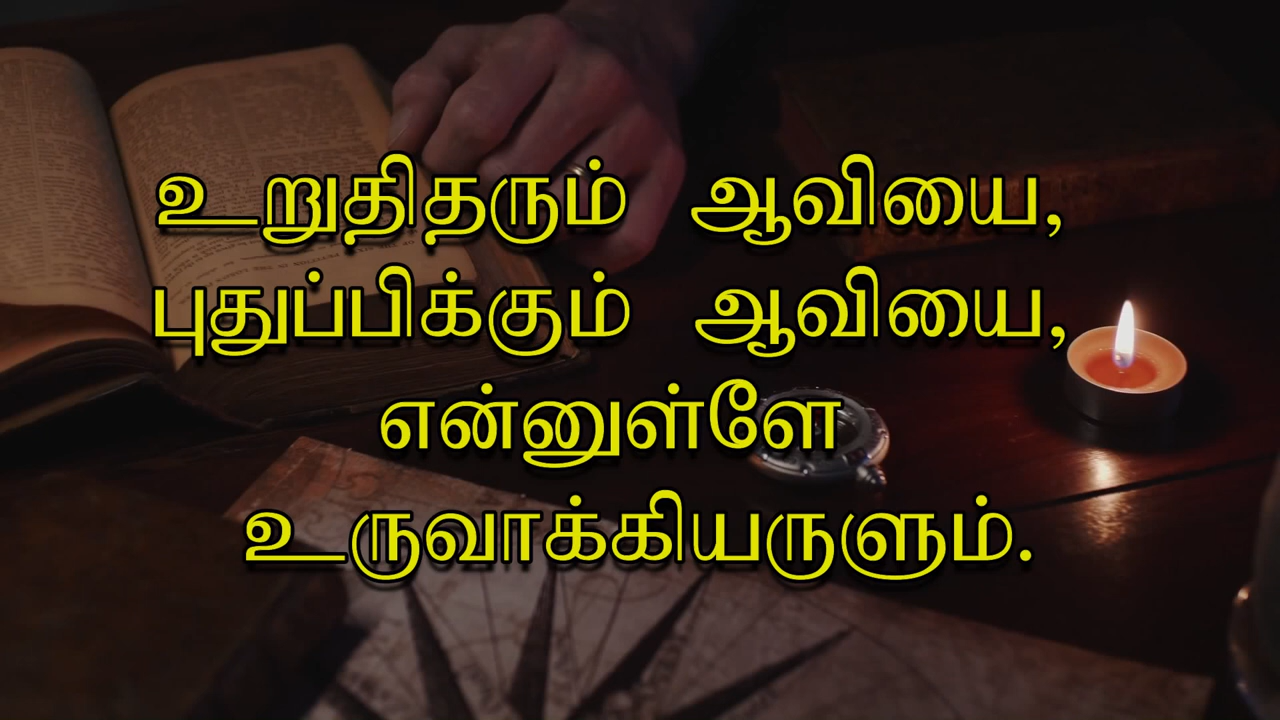 உறுதிதரும் ஆவியை,
புதுப்பிக்கும் ஆவியை,
என்னுள்ளே
உருவாக்கியருளும்.